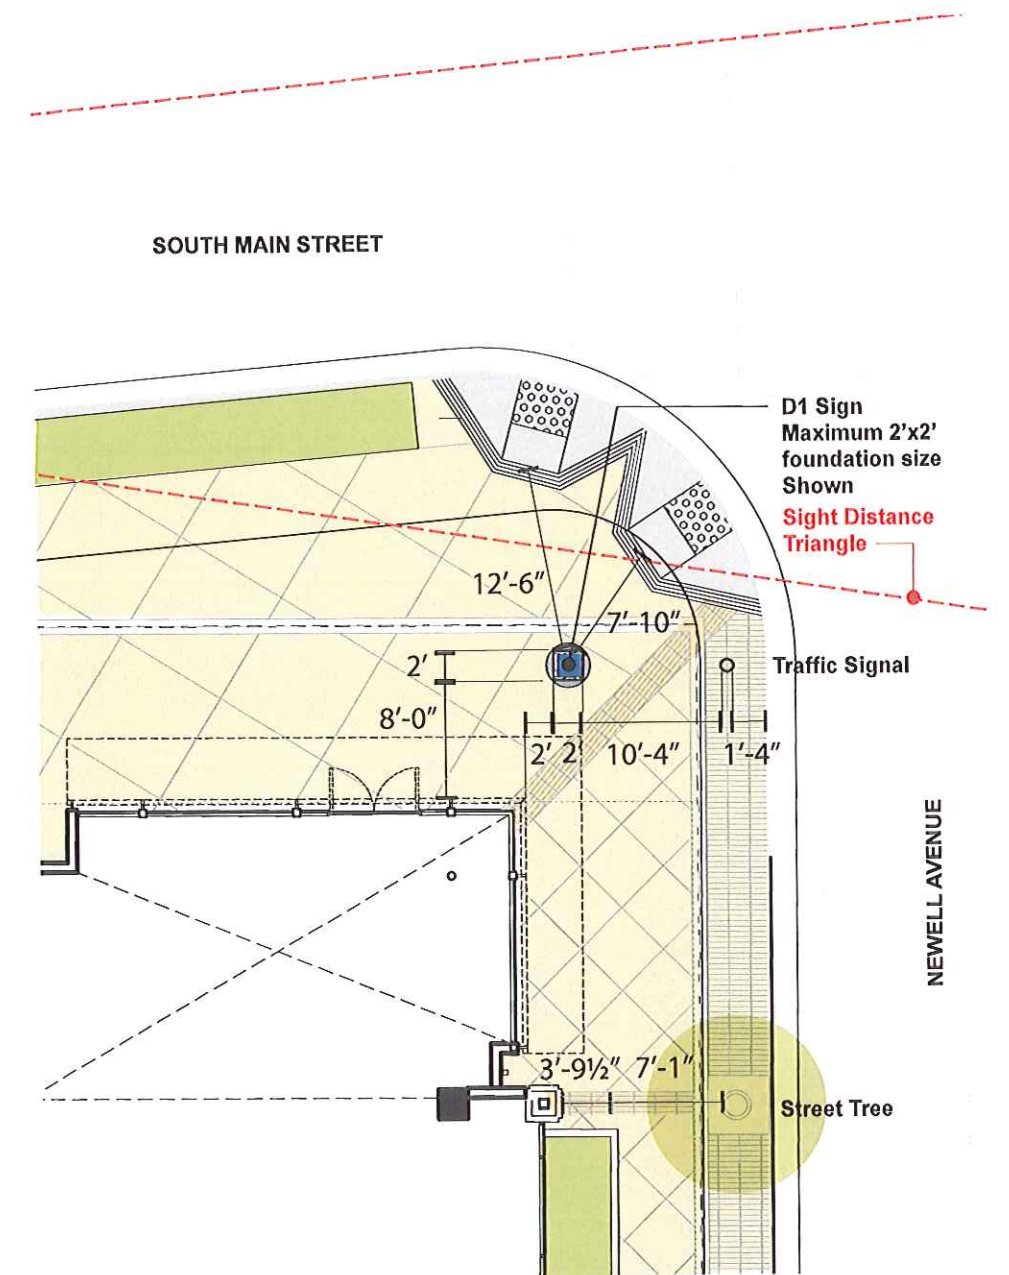 SOUTH MAIN STREET
D1 Sign
Maximum 2’x2’
foundation size
Shown
Sight Distance
Triangle
12’-6”
7’-10”
2’
Traffic Signal
8’-0”
2’ 2’ 10’-4” 1’-4”
NEWELL AVENUE
3’-9½” 7’-1”
Street Tree